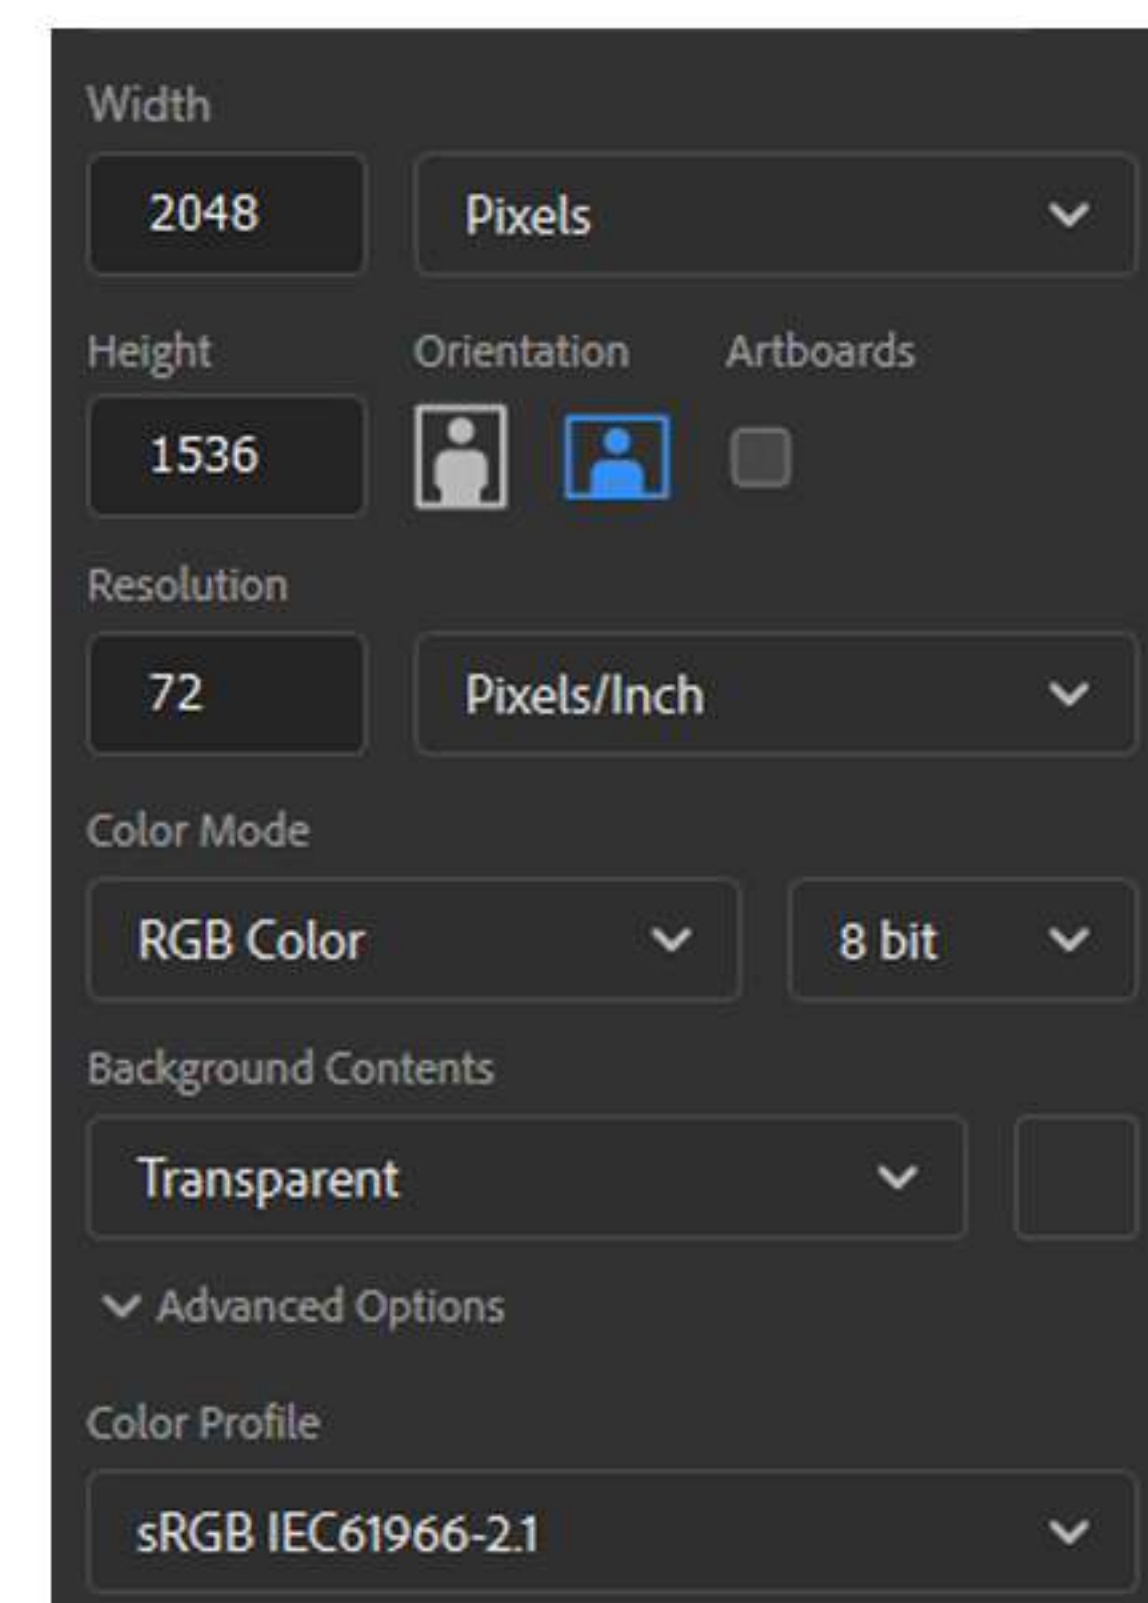 Width
2048 Pixels
Height Orientation Artboards
1536
Resolution
72 Pixels/Inch
Color Mode
RGB Color 8 bit
Background Contents
Transparent
Advanced Options
Color Profile
sRGB IEC61966-2.1